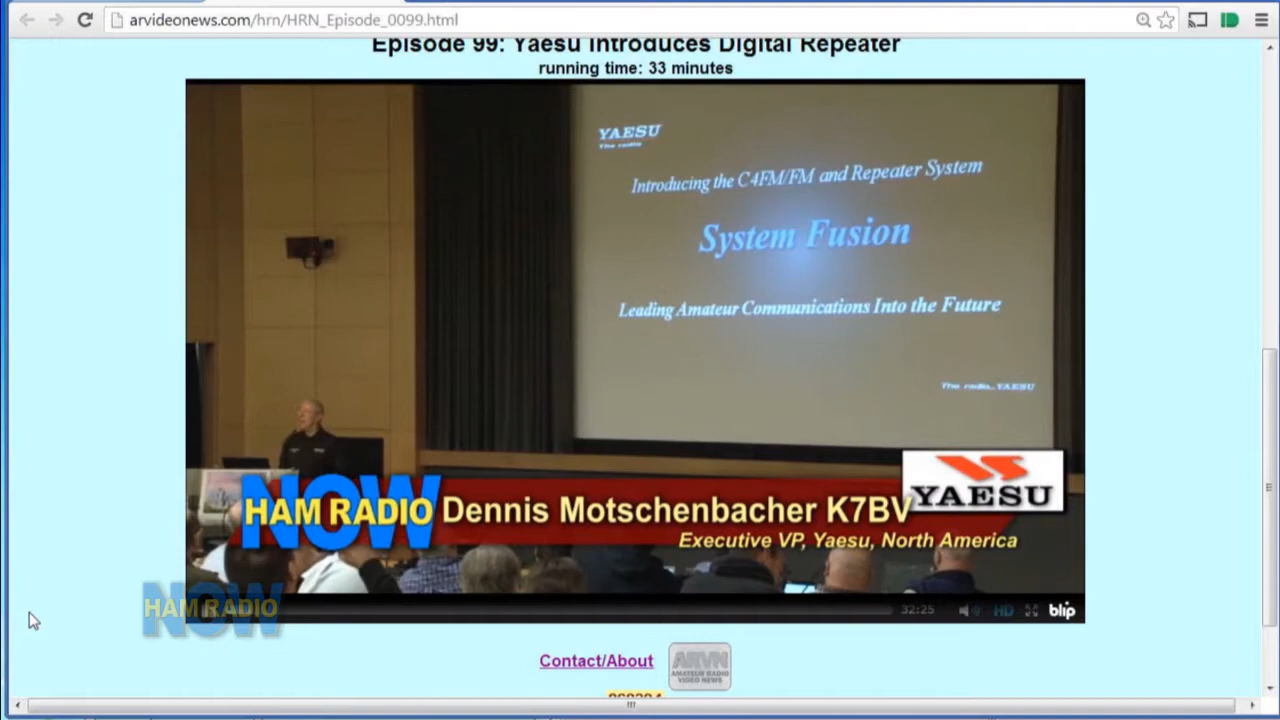 arvideonews.com/hrn/HRN_Episode_0099.html
Episode 99: Yaesu Introduces Digital Repeater
running time: 33 minutes
YAESU
The radio
Introducing the C4FM/FM and Repeater System
System Fusion
Leading Amateur Communications Into the Future
The radio..YAESU
YAESU
NOW
HAM RADIO
Dennis Motschenbacher K7BV
Executive VP, Yaesu, North America
HAM RADIO
NOW
32:25
HD
blip
Contact/About
ARVN
AMATEUR RADIO
VIDEO NEWS